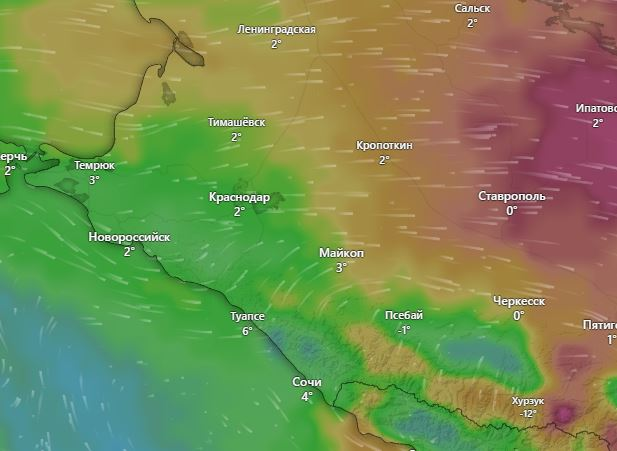 Сальск
2°
Ленинградская
2°
Ипатово
2°
Тимашёвск
2°
Кропоткин
2°
ерчь
2°
Темрюк
3°
Краснодар
2°
Ставрополь
0°
Новороссийск
2°
Майкоп
3°
Черкесск
0°
Туапсе
6°
Псебай
-1°
Пятиг
1°
Сочи
4°
Хурзук
-12°